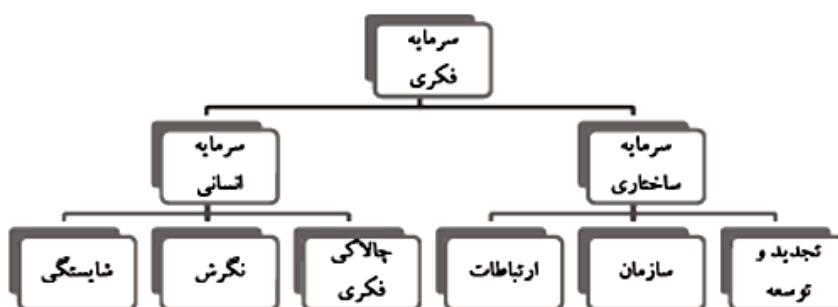 سرمایه
فکری
سرمایه
ساختاری
سرمایه
انسانی
تجدید و
توسعه
سازمان
ارتباطات
چالاکی
فکری
نگرش
شایستگی